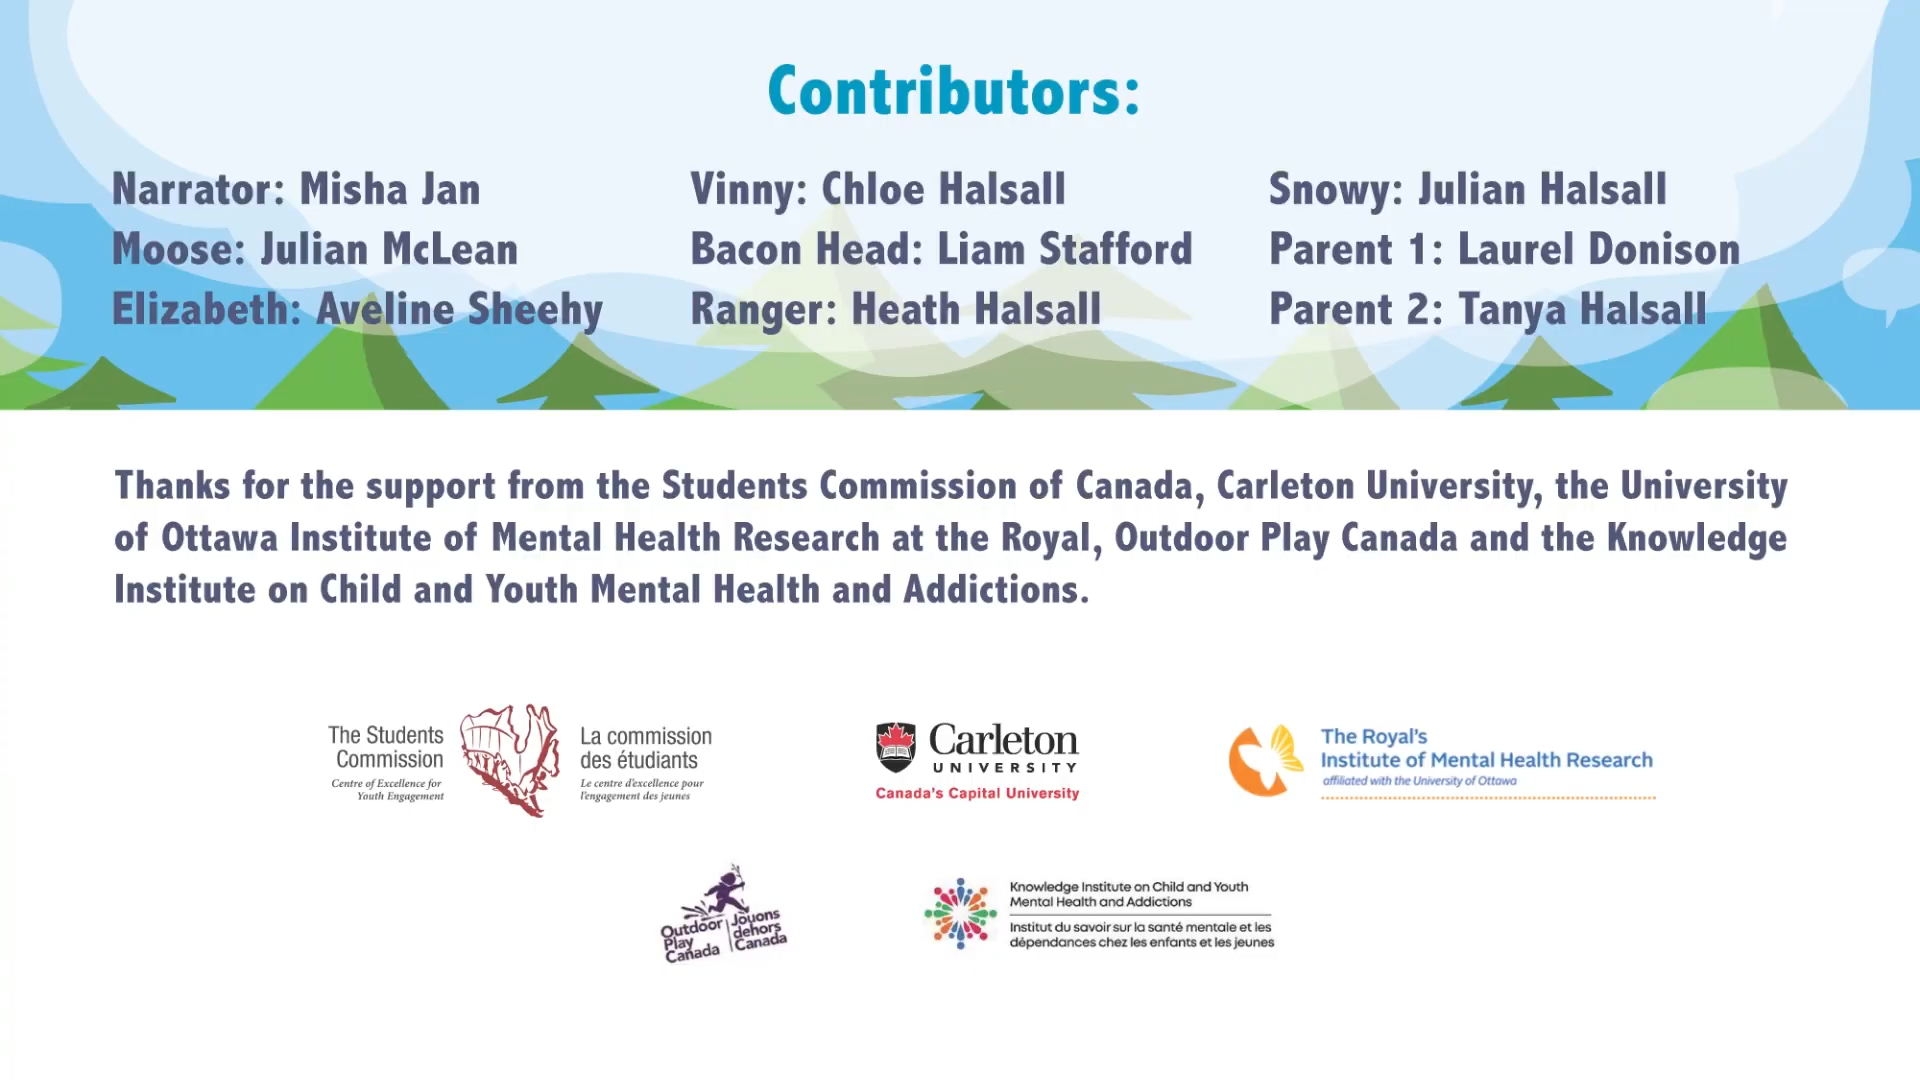 Contributors:
Narrator: Misha Jan
Moose: Julian McLean
Elizabeth: Aveline Sheehy
Vinny: Chloe Halsall
Bacon Head: Liam Stafford
Ranger: Heath Halsall
Snowy: Julian Halsall
Parent 1: Laurel Donison
Parent 2: Tanya Halsall
Thanks for the support from the Students Commission of Canada, Carleton University, the University
of Ottawa Institute of Mental Health Research at the Royal, Outdoor Play Canada and the Knowledge
Institute on Child and Youth Mental Health and Addictions.
The Students
Commission
Centre of Excellence for
Youth Engagement
La commission
des étudiants
Le centre d'excellence pour
l'engagement des jeunes
Carleton
UNIVERSITY
Canada's Capital University
The Royal's
Institute of Mental Health Research
affiliated with the University of Ottawa
Outdoor
Play
Canada
Jouons
dehors
Canada
Knowledge Institute on Child and Youth
Mental Health and Addictions
Institut du savoir sur la santé mentale et les
dépendances chez les enfants et les jeunes